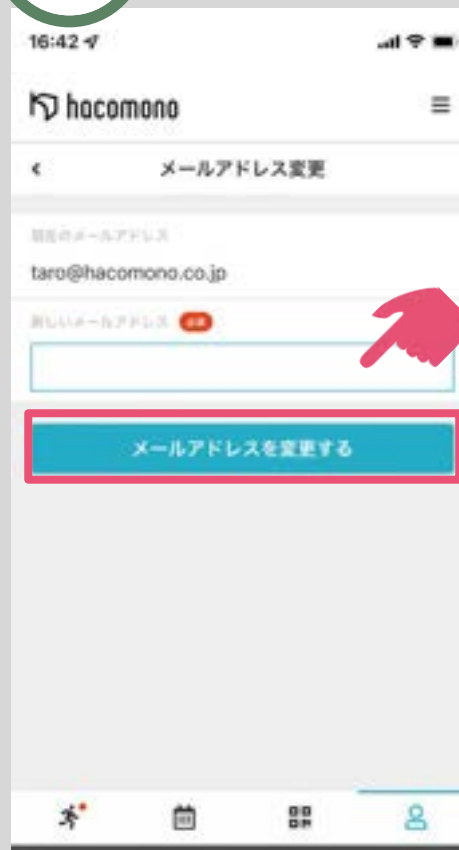 16:42
hacomono
メールアドレス変更
現在のメールアドレス
taro@hacomono.co.jp
新しいメールアドレス 必須
メールアドレスを変更する